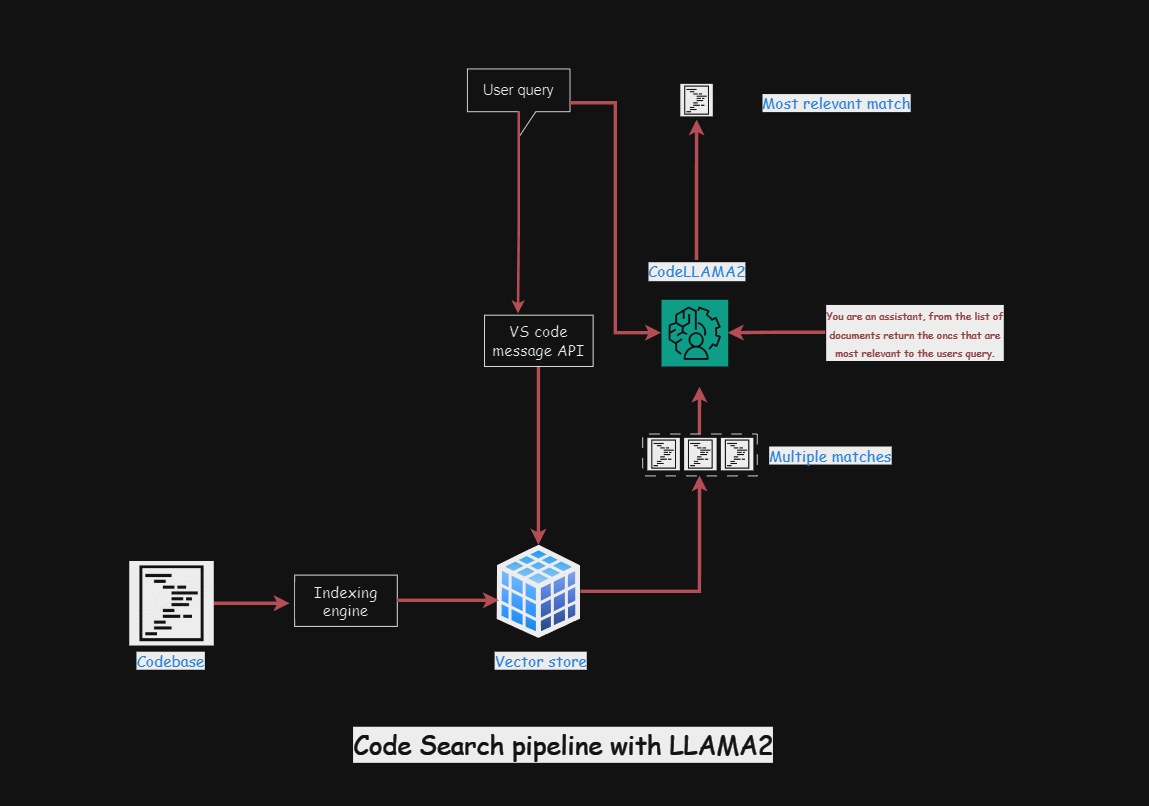 User query
Most relevant match
CodeLLAMA2
You are an assistant, from the list of
documents return the oncs that are
most relevant to the users query.
VS code
message API
Multiple matches
Indexing
engine
Codebase
Vector store
Code Search pipeline with LLAMA2